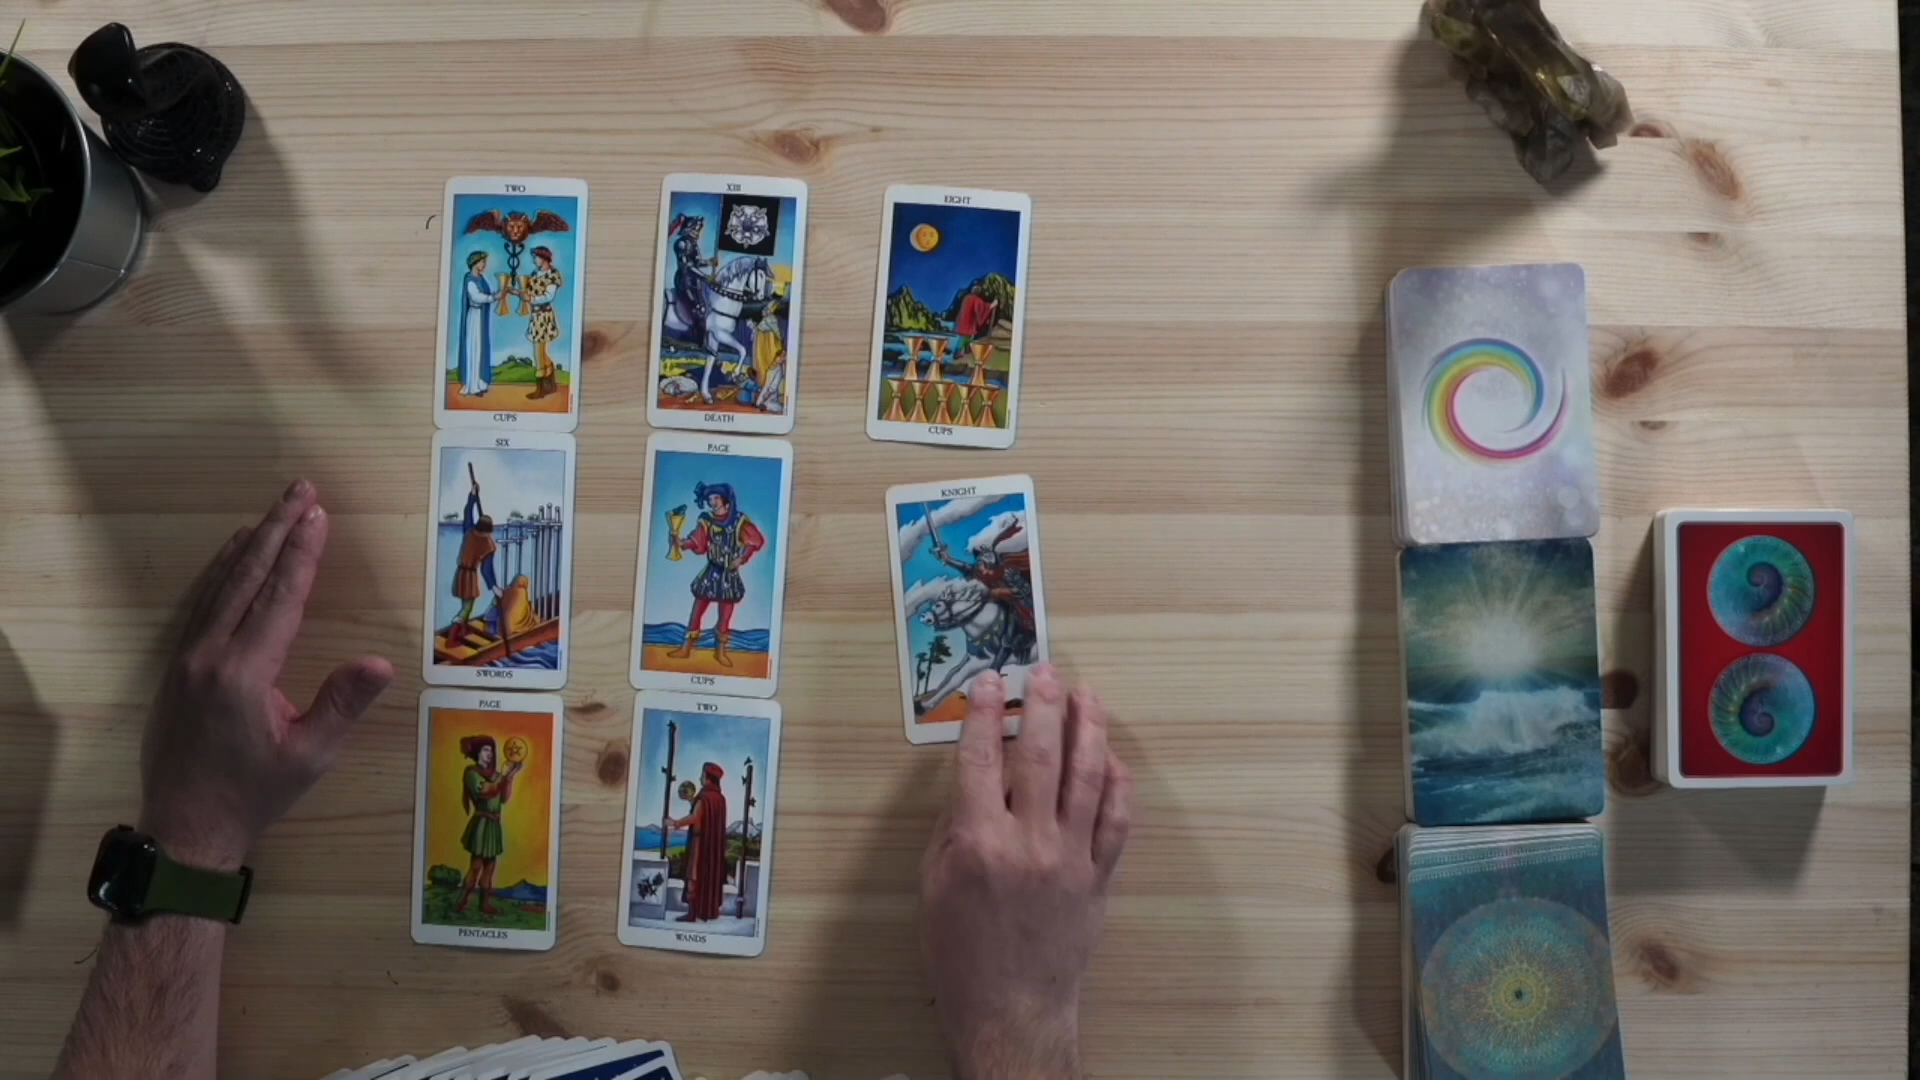 TWO
CUPS
XIII
DEATH
EIGHT
CUPS
SIX
SWORDS
PAGE
CUPS
KNIGHT
PAGE
PENTACLES
TWO
WANDS